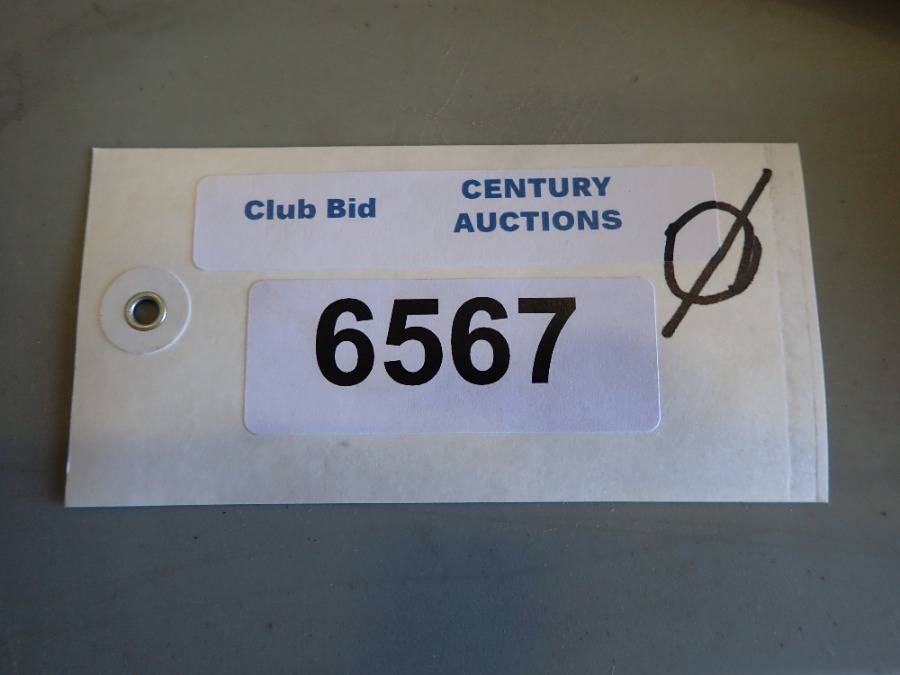 Club Bid
CENTURY
AUCTIONS
Ø
6567